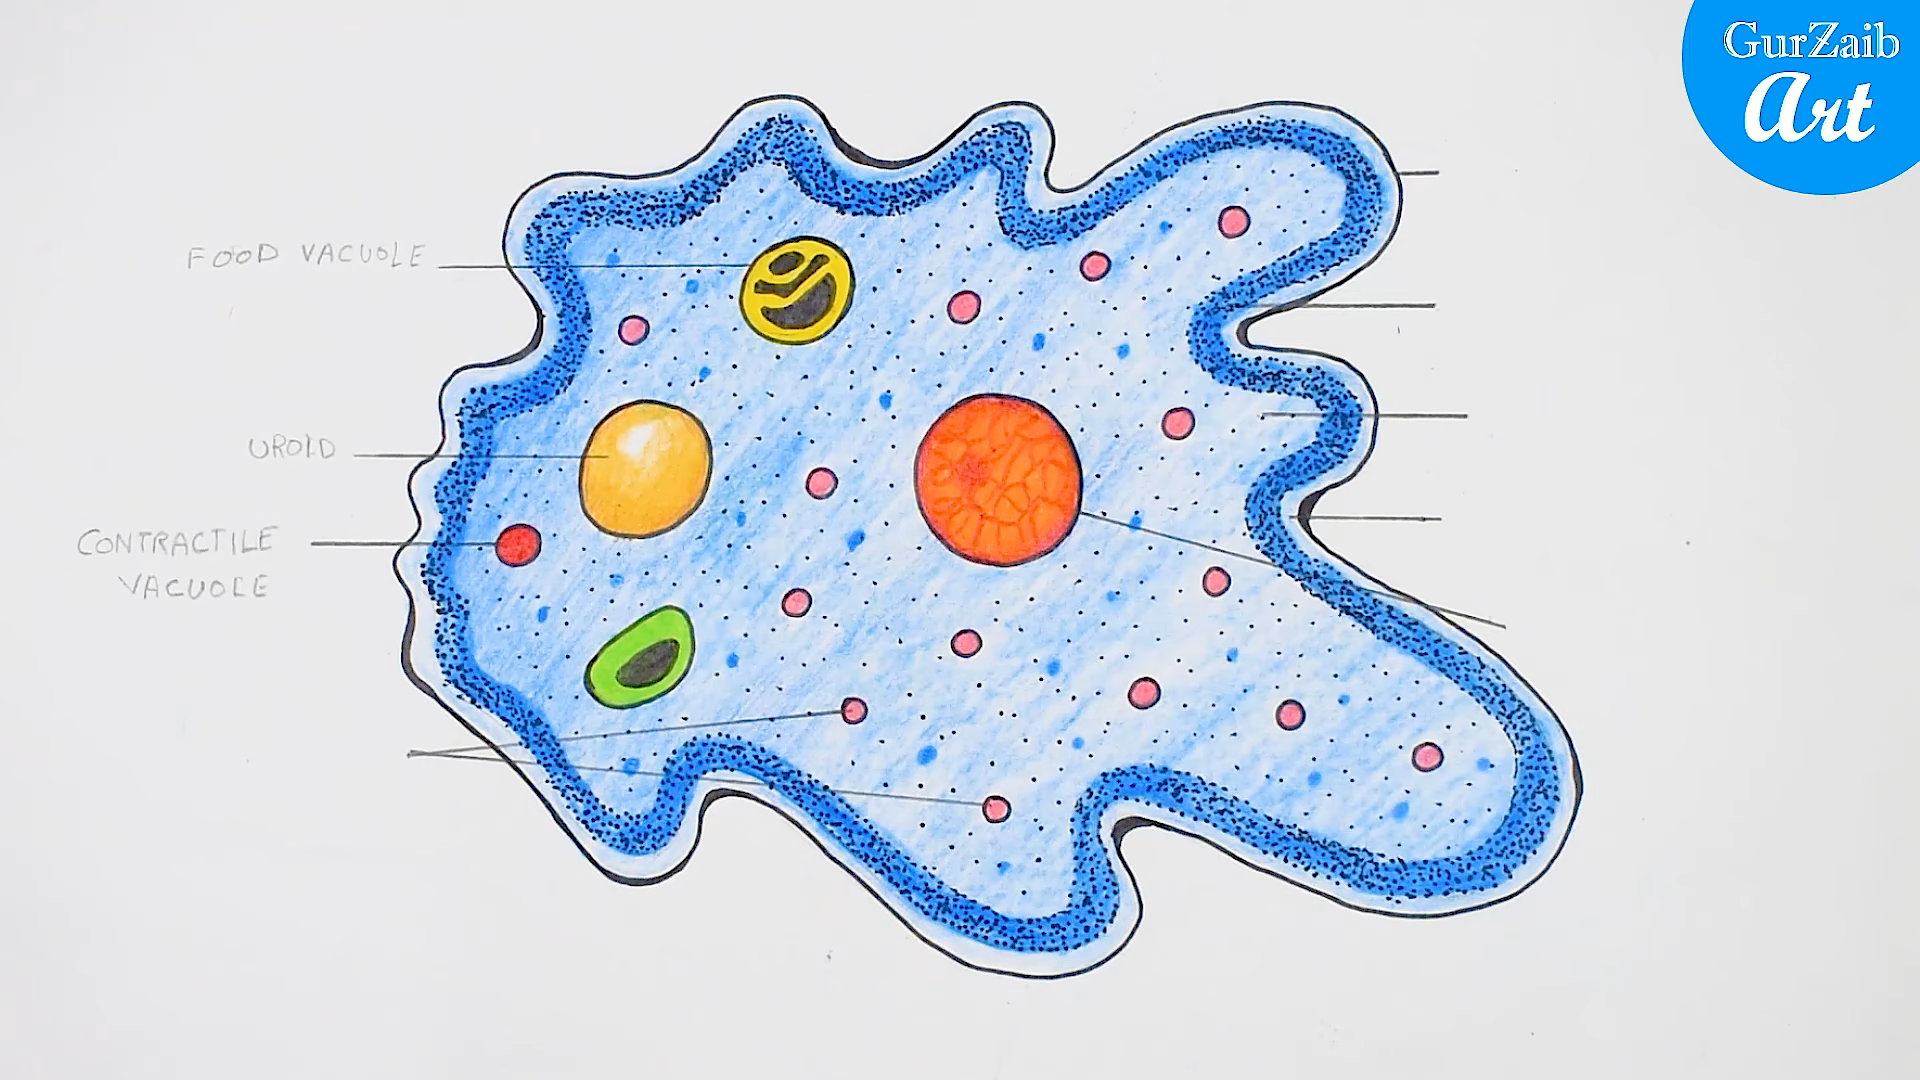 GurZaib
Art
FOOD VACUOLE
UROID
CONTRACTILE
VACUOLE